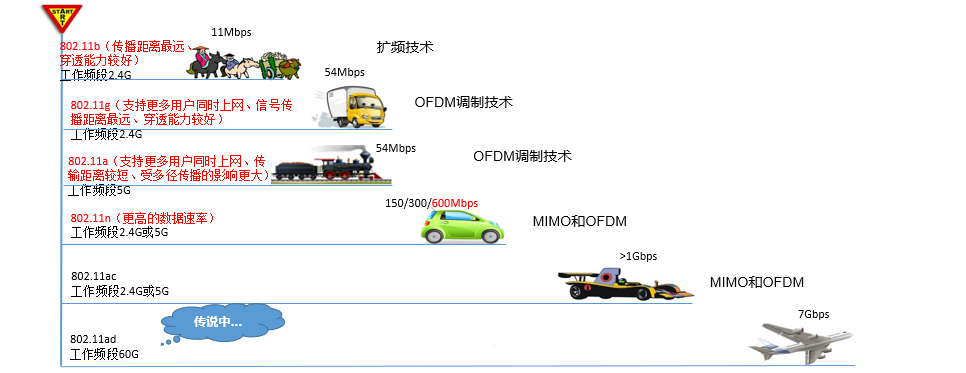 START
11Mbps
802.11b（传播距离最远、
穿透能力较好）
工作频段2.4G
扩频技术
54Mbps
802.11g（支持更多用户同时上网、信号传
播距离最远、穿透能力较好）
工作频段2.4G
OFDM调制技术
54Mbps
802.11a（支持更多用户同时上网、传
输距离较短、受多径传播的影响更大）
工作频段5G
OFDM调制技术
150/300/600Mbps
802.11n（更高的数据速率）
工作频段2.4G或5G
MIMO和OFDM
>1Gbps
802.11ac
工作频段2.4G或5G
MIMO和OFDM
传说中...
7Gbps
802.11ad
工作频段60G